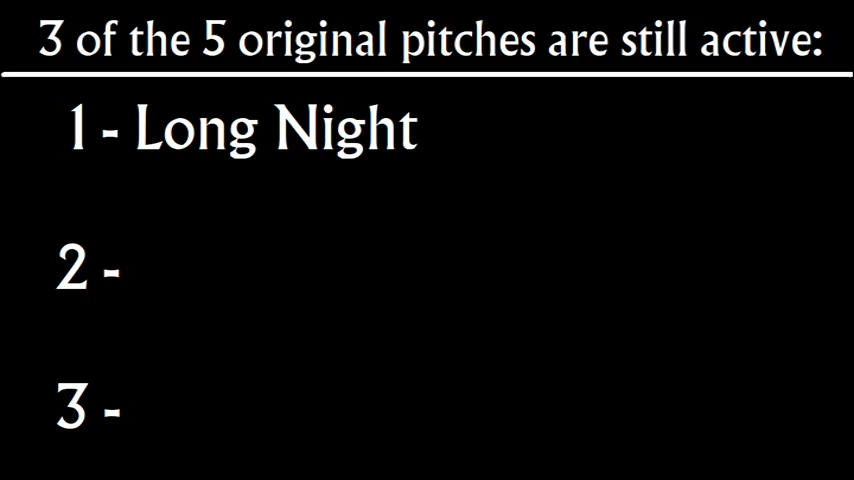 3 of the 5 original pitches are still active:
1 - Long Night
2 -
3 -